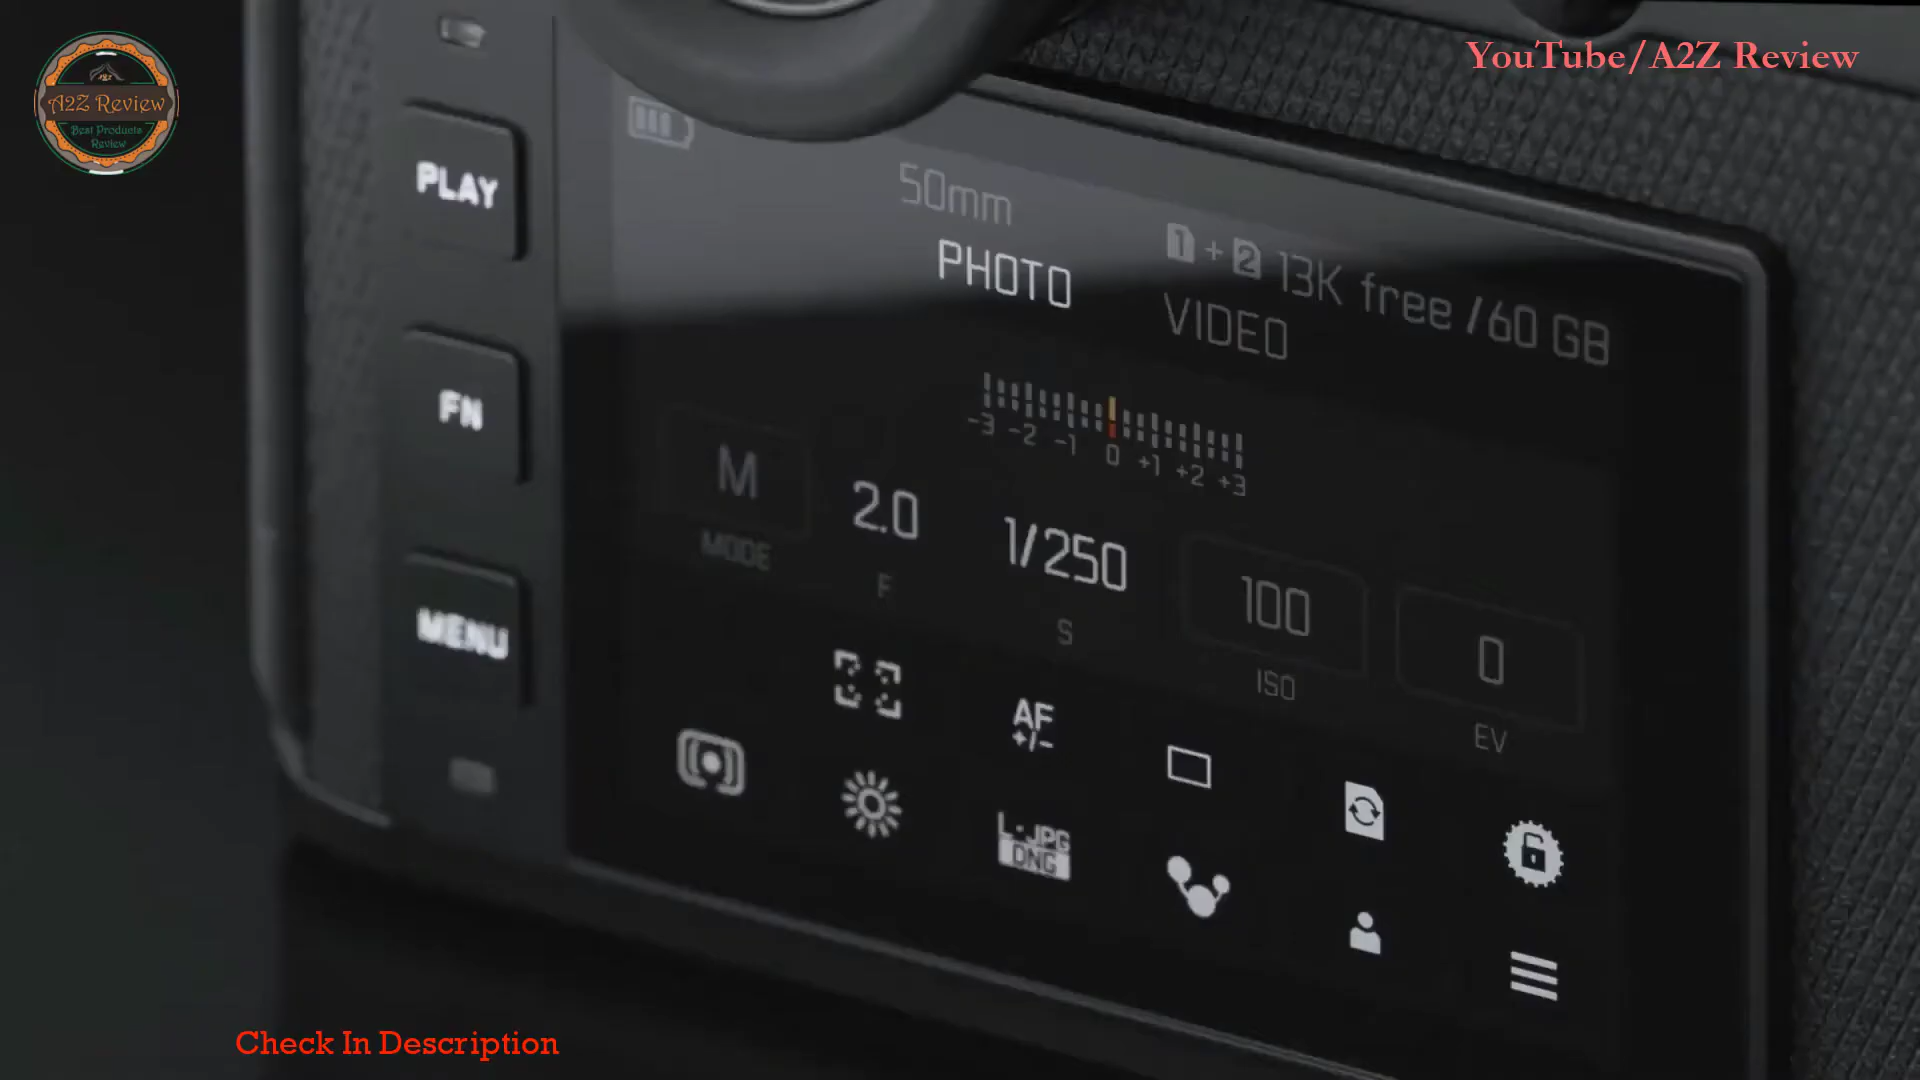 A2Z Review
Best Products
Review
YouTube/A2Z Review
PLAY
FN
MENU
50mm
1 + 2 13K free /60 GB
PHOTO
VIDEO
-3 -2 -1 0 +1 +2 +3
M
MODE
2.0
F
1/250
S
100
ISO
0
EV
AF
+/-
L-JPG
DNG
Check In Description